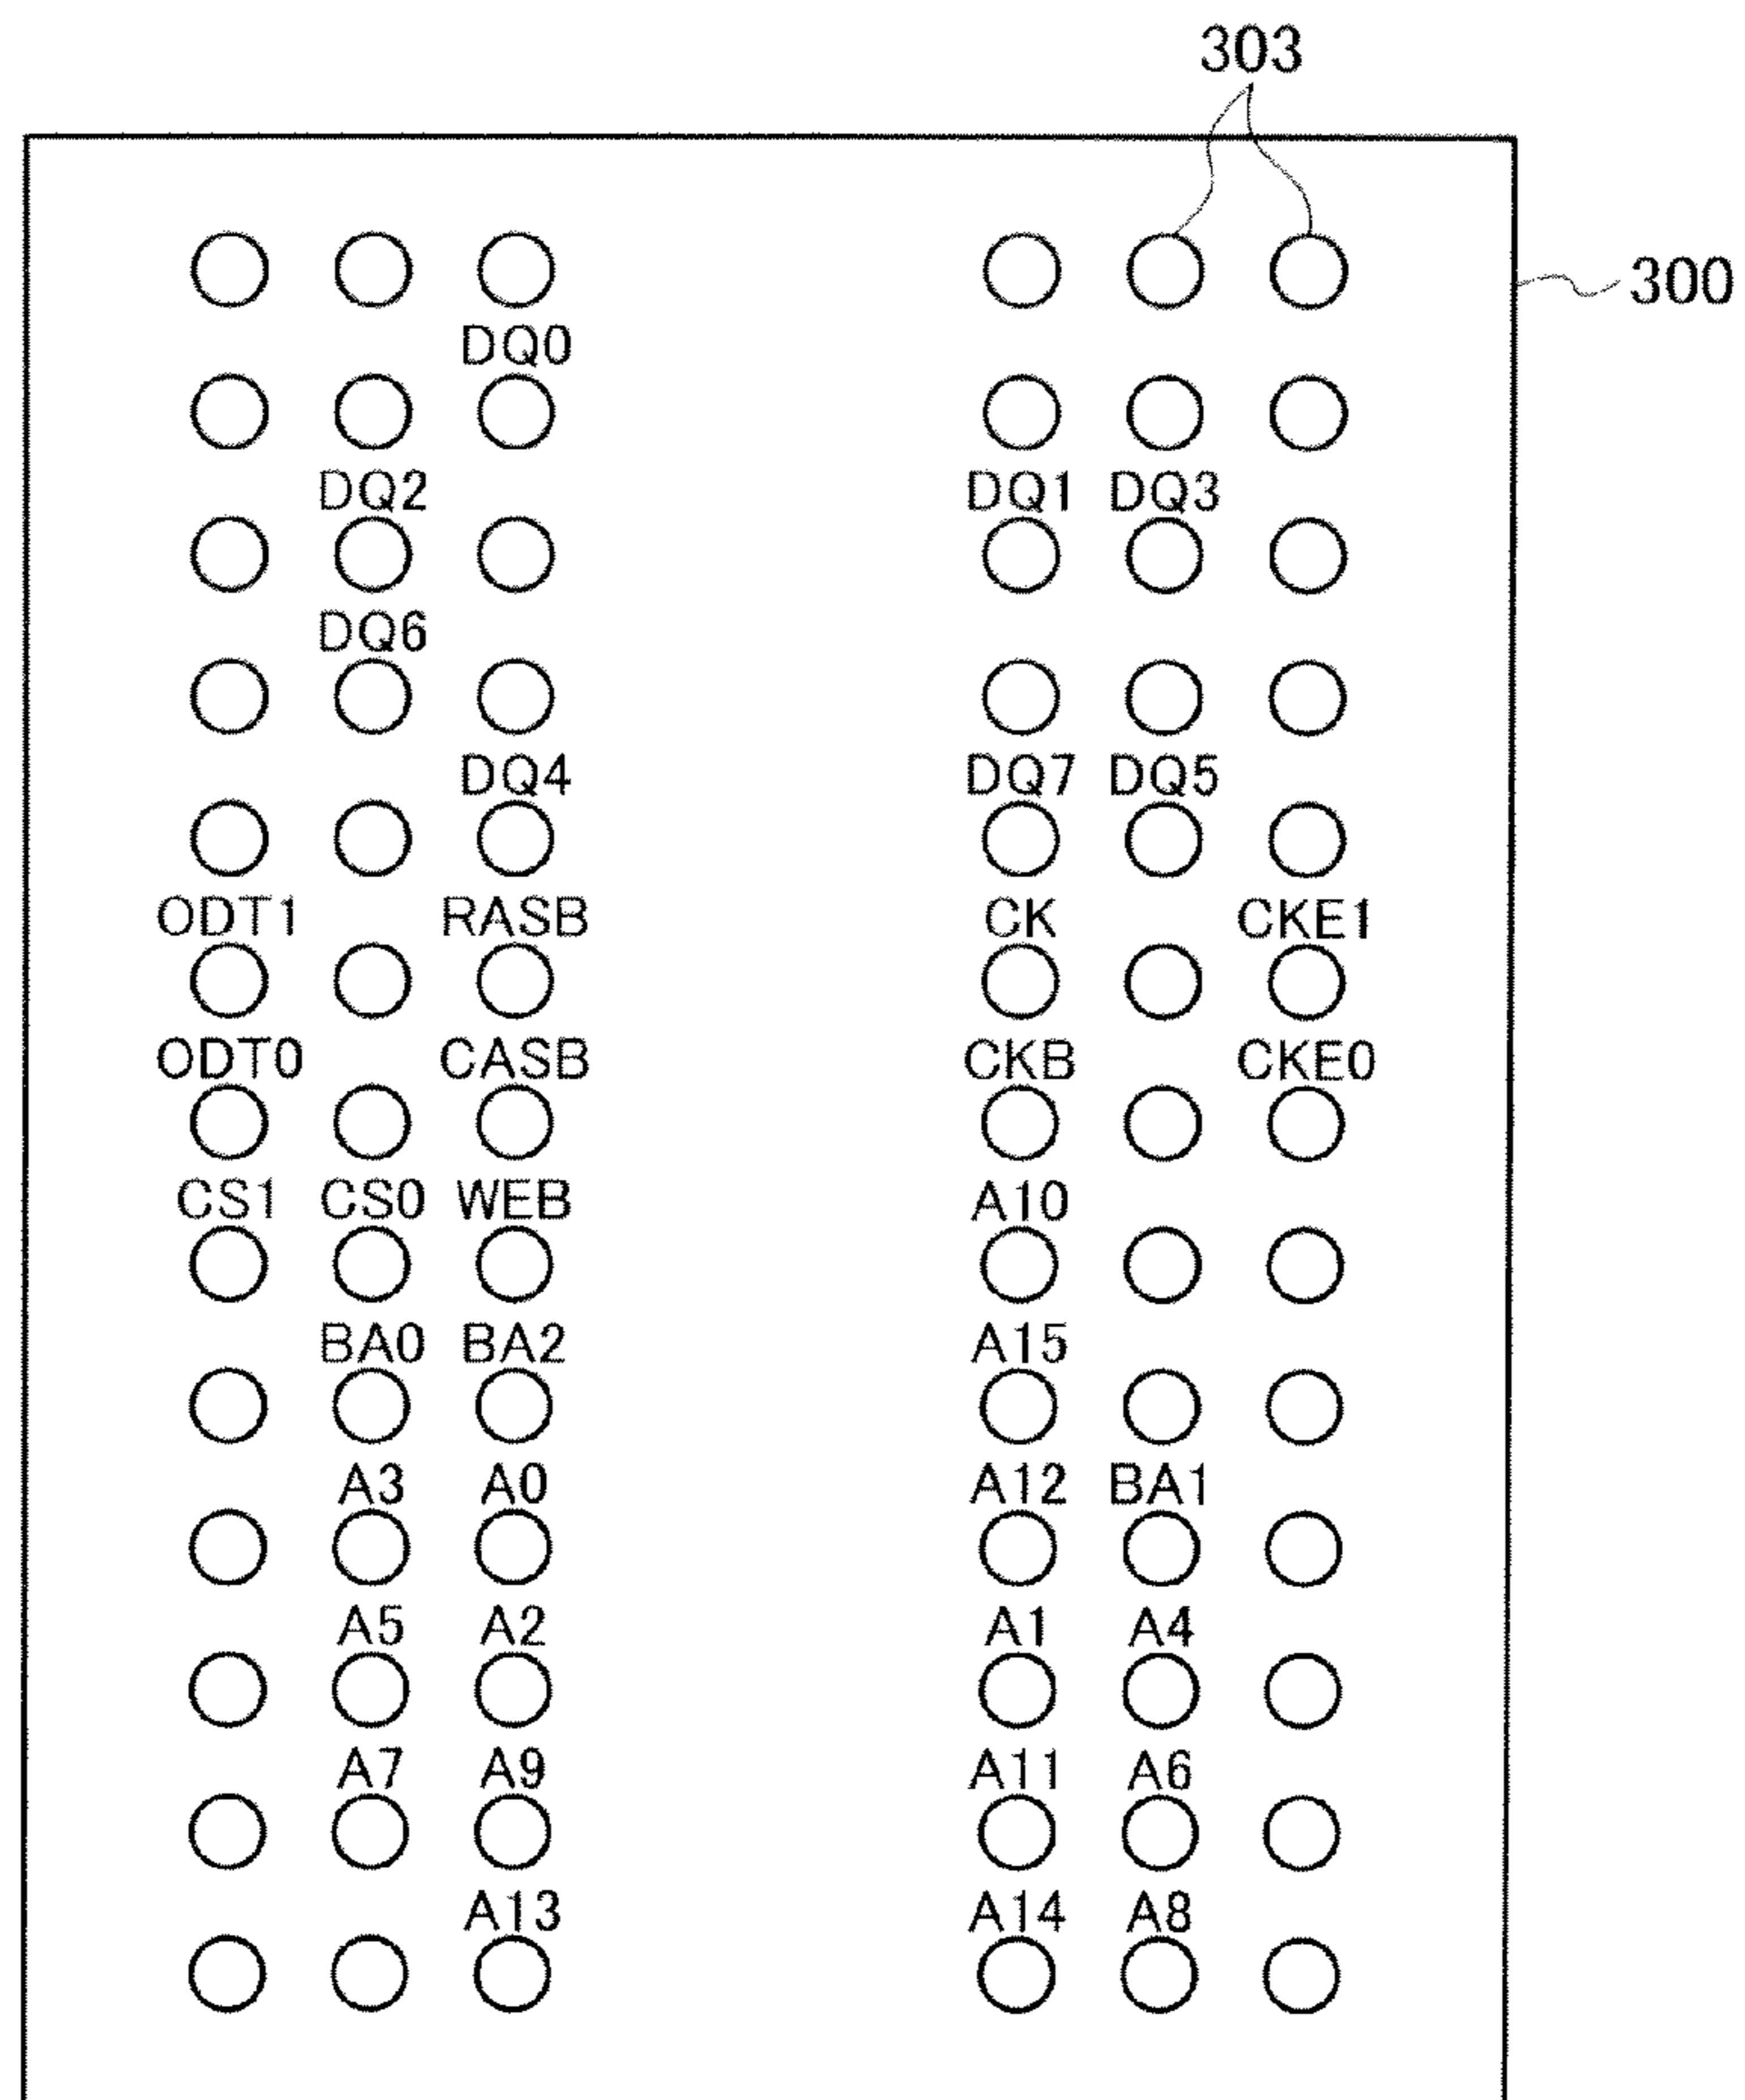 303
300
DQ0
DQ2 DQ1 DQ3
DQ6
DQ4 DQ7 DQ5
ODT1 RASB CK CKE1
ODT0 CASB CKB CKE0
CS1 CS0 WEB A10
BA0 BA2 A15
A3 A0 A12 BA1
A5 A2 A1 A4
A7 A9 A11 A6
A13 A14 A8